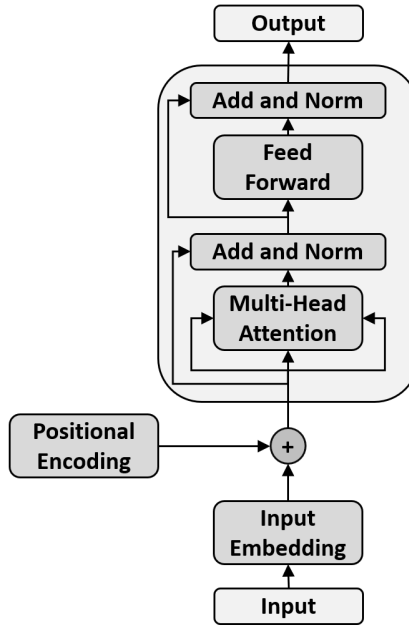 Output
Add and Norm
Feed
Forward
Add and Norm
Multi-Head
Attention
Positional
Encoding
+
Input
Embedding
Input